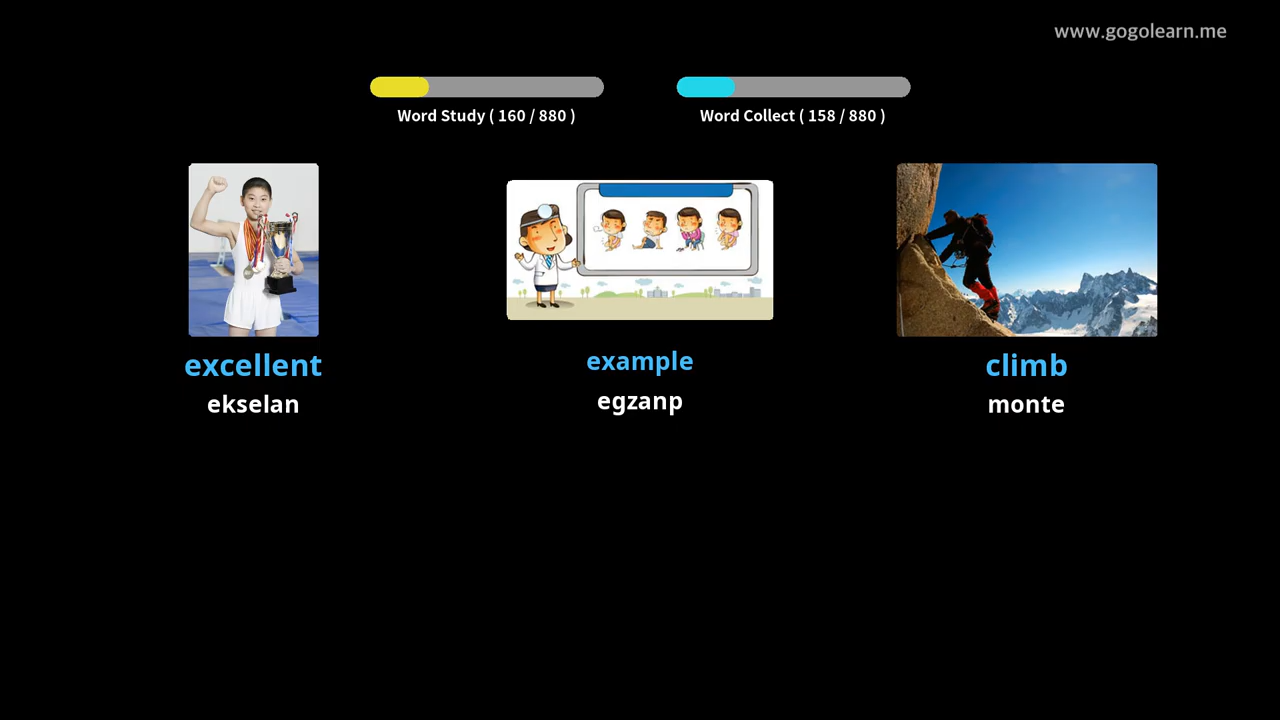 www.gogolearn.me
Word Study ( 160 / 880 )
Word Collect ( 158 / 880 )
excellent
ekselan
example
egzanp
climb
monte